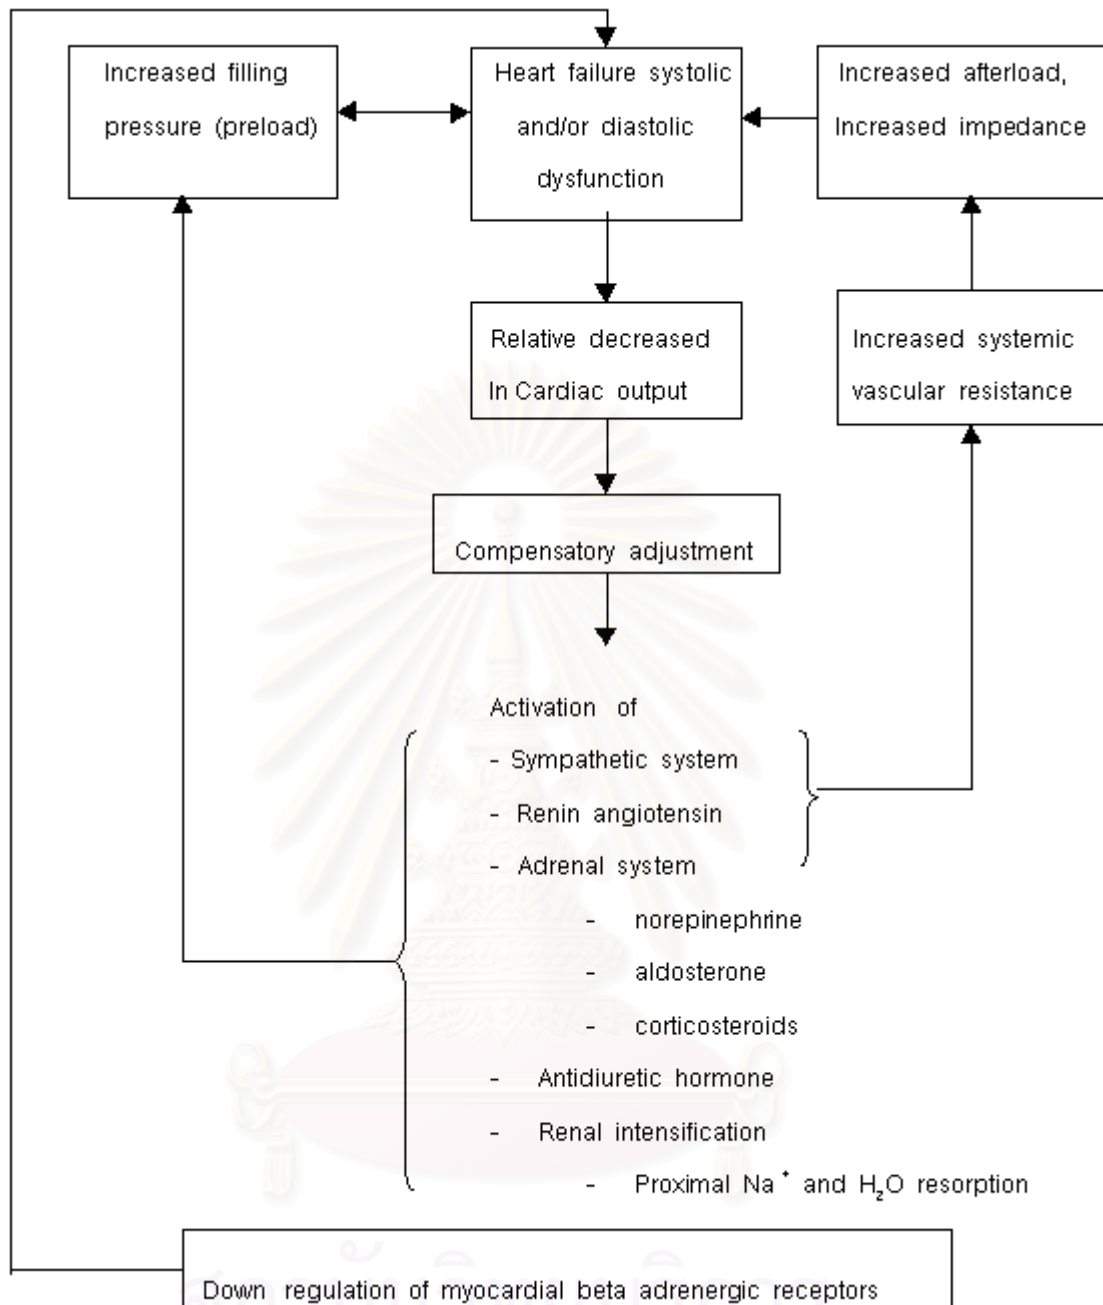 Increased filling
pressure (preload)
Heart failure systolic
and/or diastolic
dysfunction
Increased afterload,
Increased impedance
Relative decreased
In Cardiac output
Increased systemic
vascular resistance
Compensatory adjustment
Activation of
- Sympathetic system
- Renin angiotensin
- Adrenal system
- norepinephrine
- aldosterone
- corticosteroids
- Antidiuretic hormone
- Renal intensification
- Proximal Na⁺ and H₂O resorption
Down regulation of myocardial beta adrenergic receptors